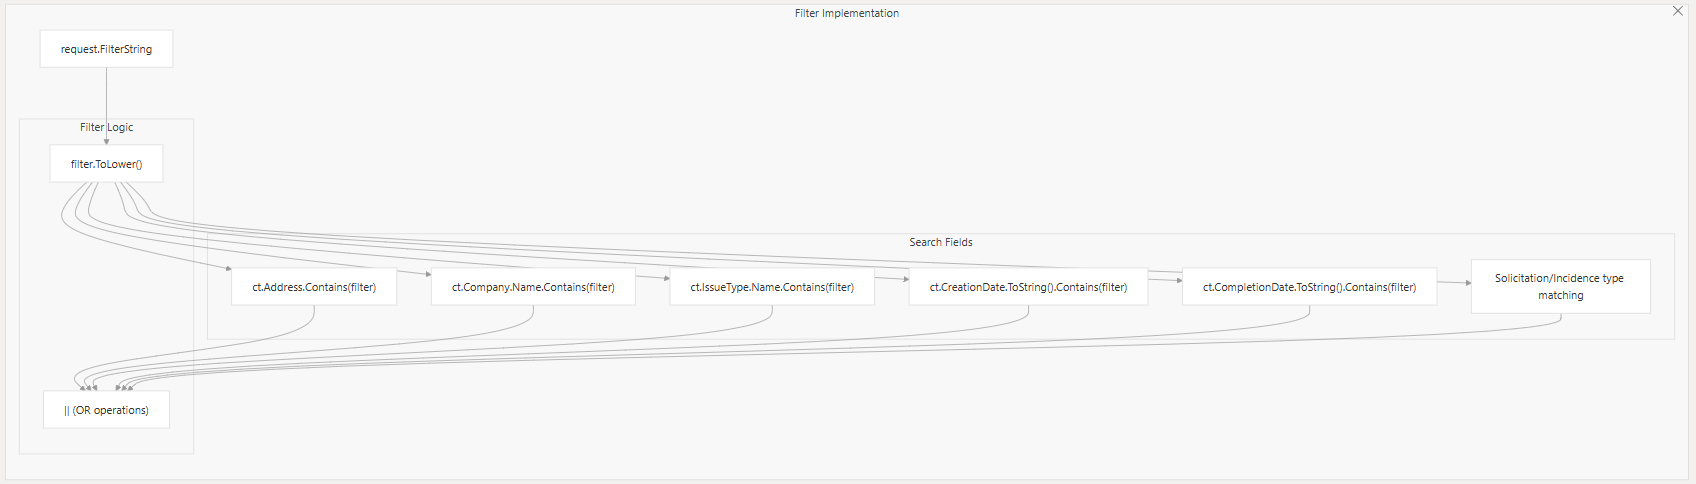 Filter Implementation
request.FilterString
Filter Logic
filter.ToLower()
Search Fields
ct.Address.Contains(filter)
ct.Company.Name.Contains(filter)
ct.IssueType.Name.Contains(filter)
ct.CreationDate.ToString().Contains(filter)
ct.CompletionDate.ToString().Contains(filter)
Solicitation/Incidence type
matching
|| (OR operations)